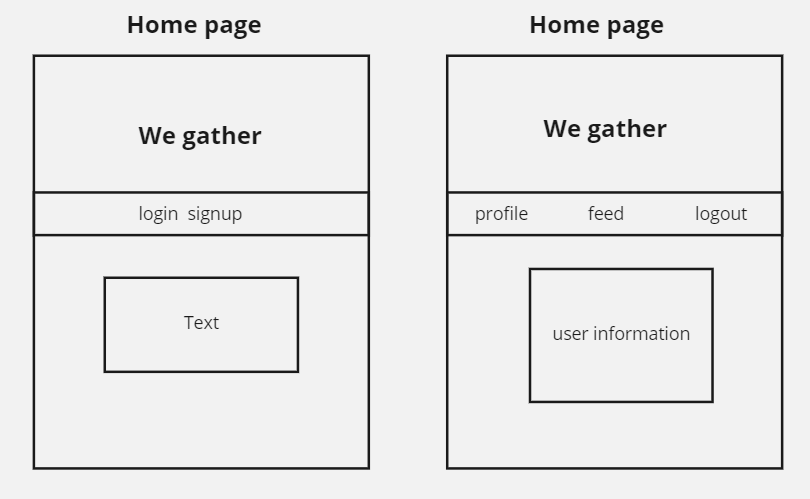 Home page
We gather
login signup
Text
Home page
We gather
profile feed logout
user information